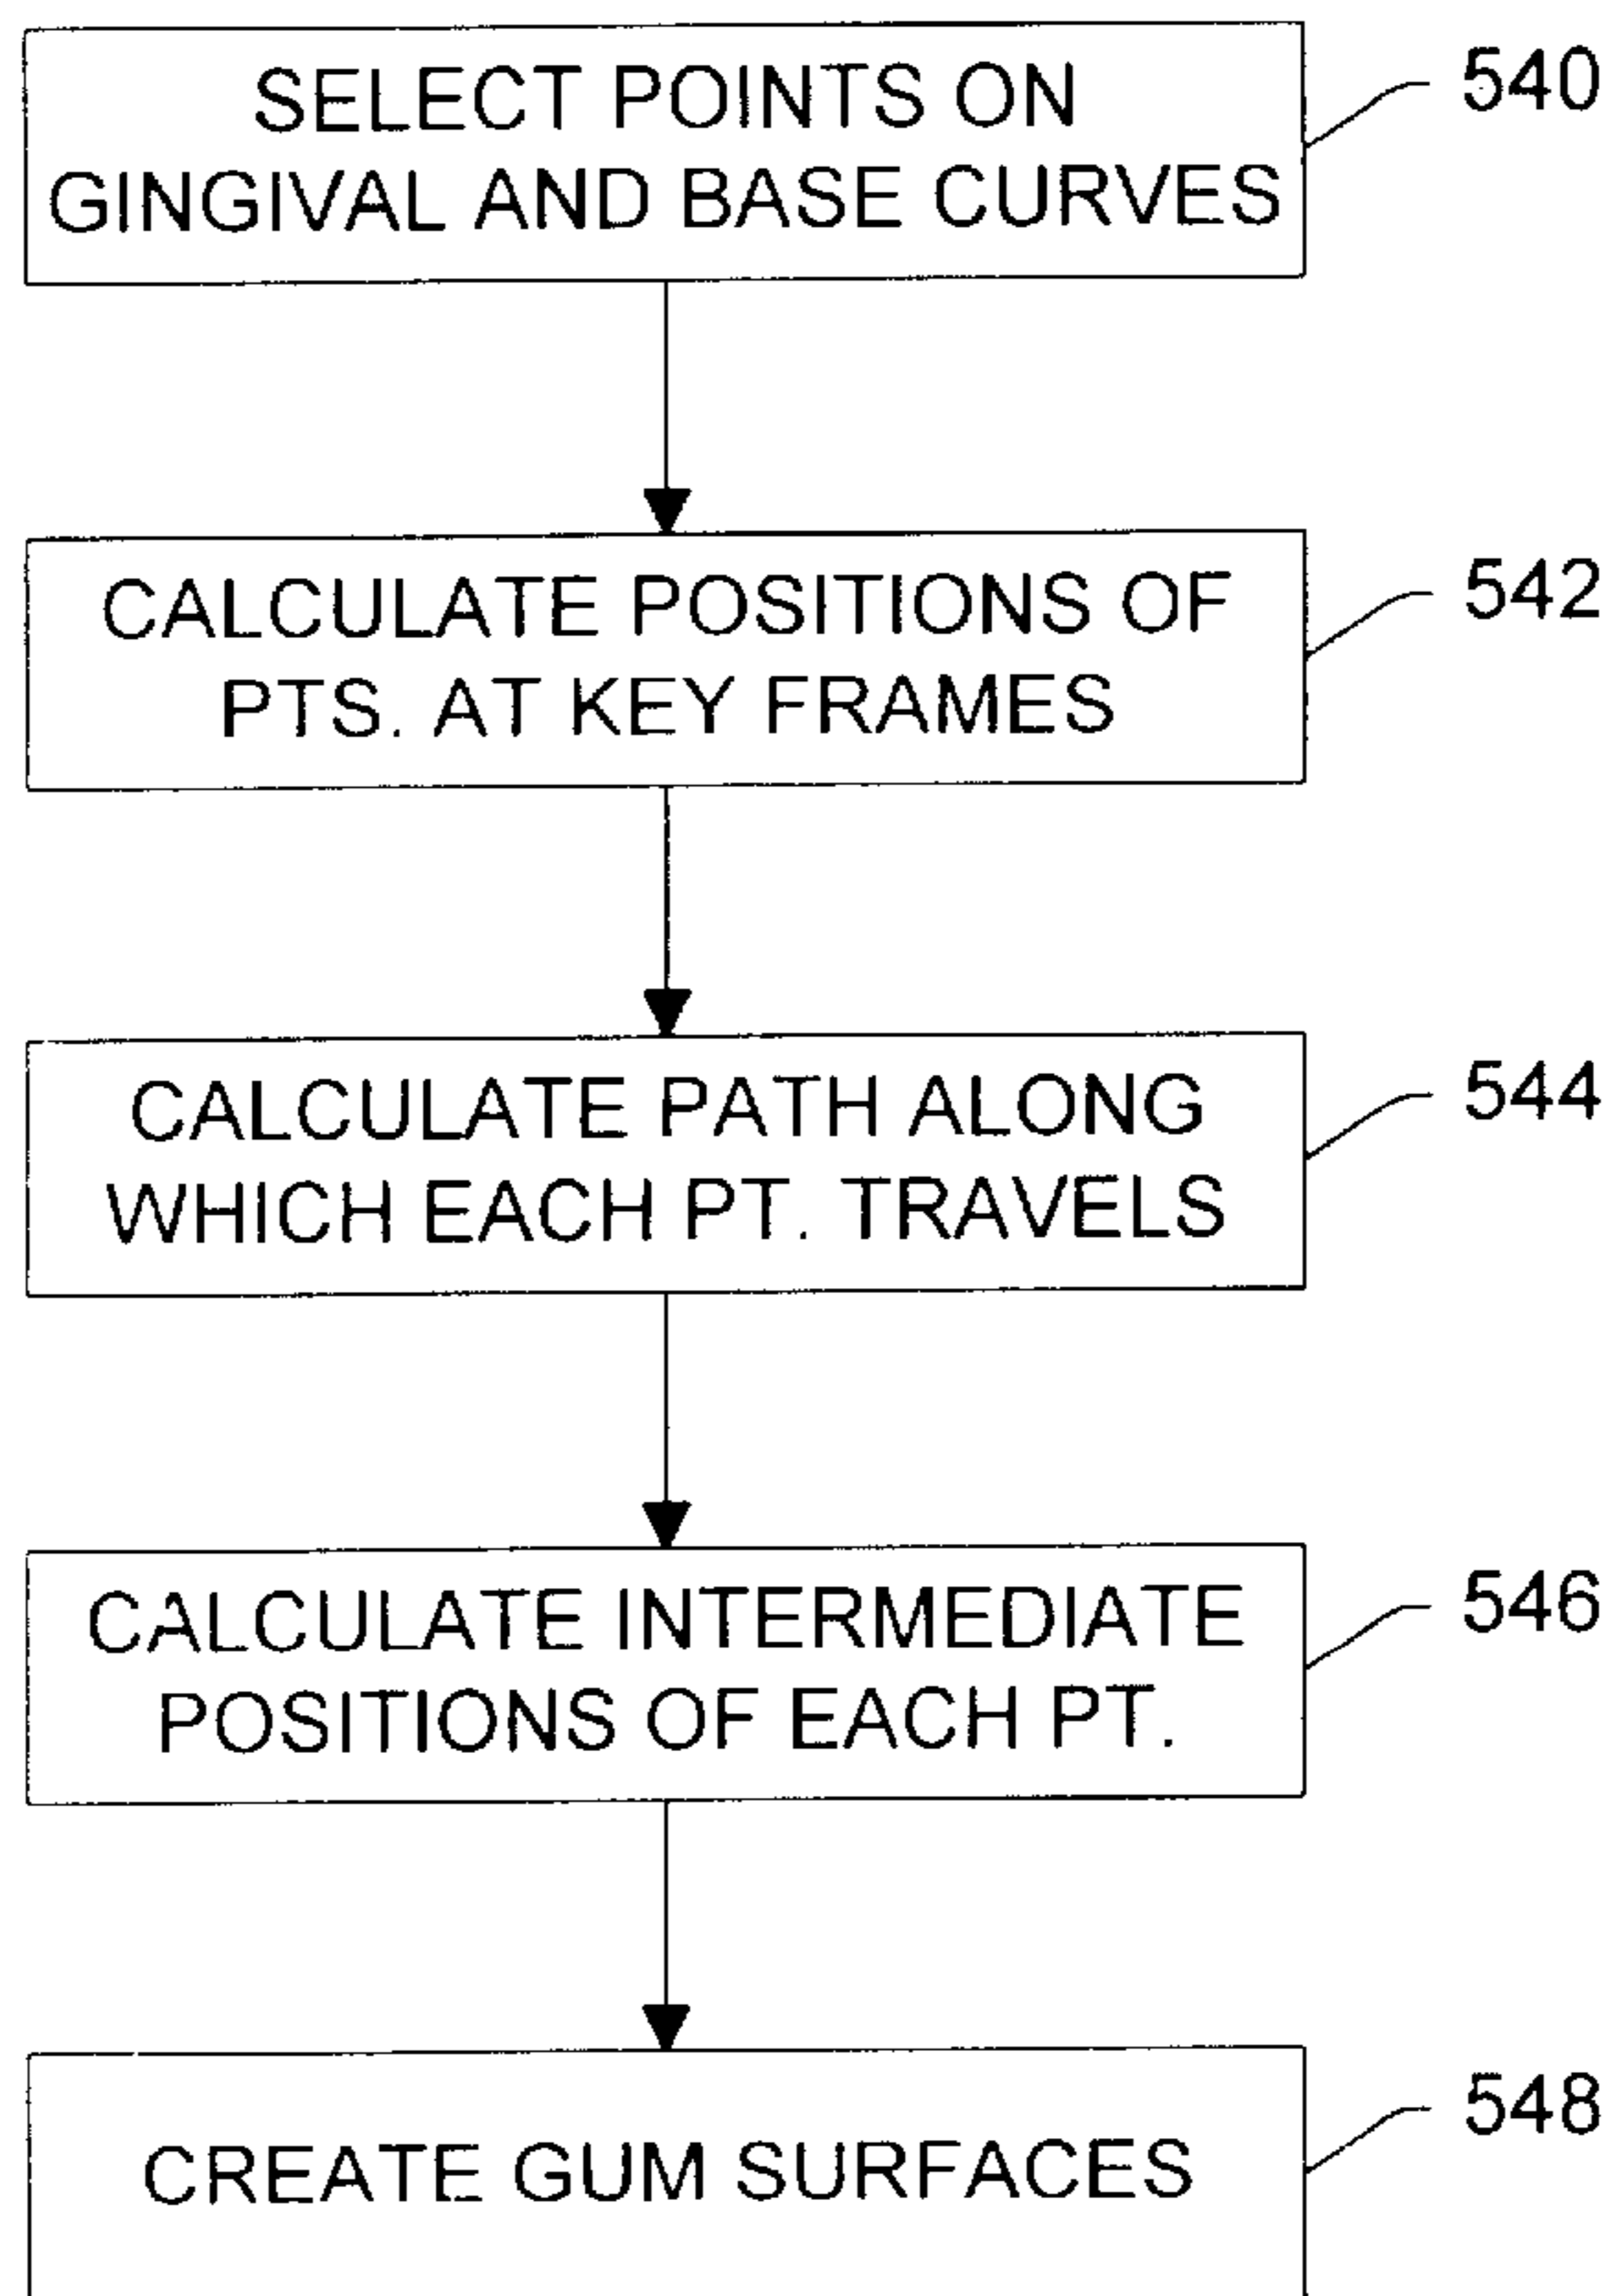 SELECT POINTS ON
GINGIVAL AND BASE CURVES
540
CALCULATE POSITIONS OF
PTS. AT KEY FRAMES
542
CALCULATE PATH ALONG
WHICH EACH PT. TRAVELS
544
CALCULATE INTERMEDIATE
POSITIONS OF EACH PT.
546
CREATE GUM SURFACES
548